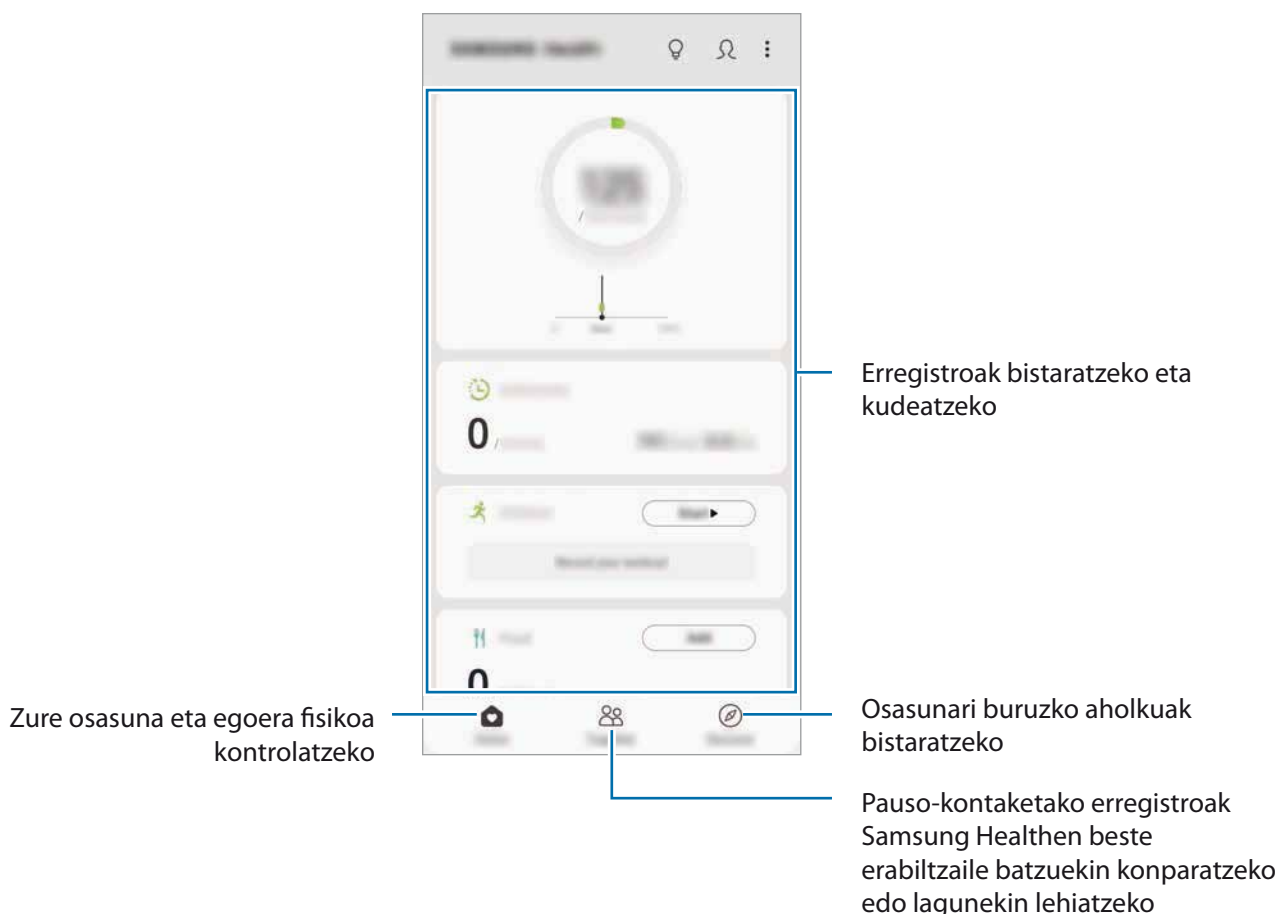 0
/
0
Erregistroak bistaratzeko eta
kudeatzeko
Zure osasuna eta egoera fisikoa
kontrolatzeko
Osasunari buruzko aholkuak
bistaratzeko
Pauso-kontaketako erregistroak
Samsung Healthen beste
erabiltzaile batzuekin konparatzeko
edo lagunekin lehiatzeko